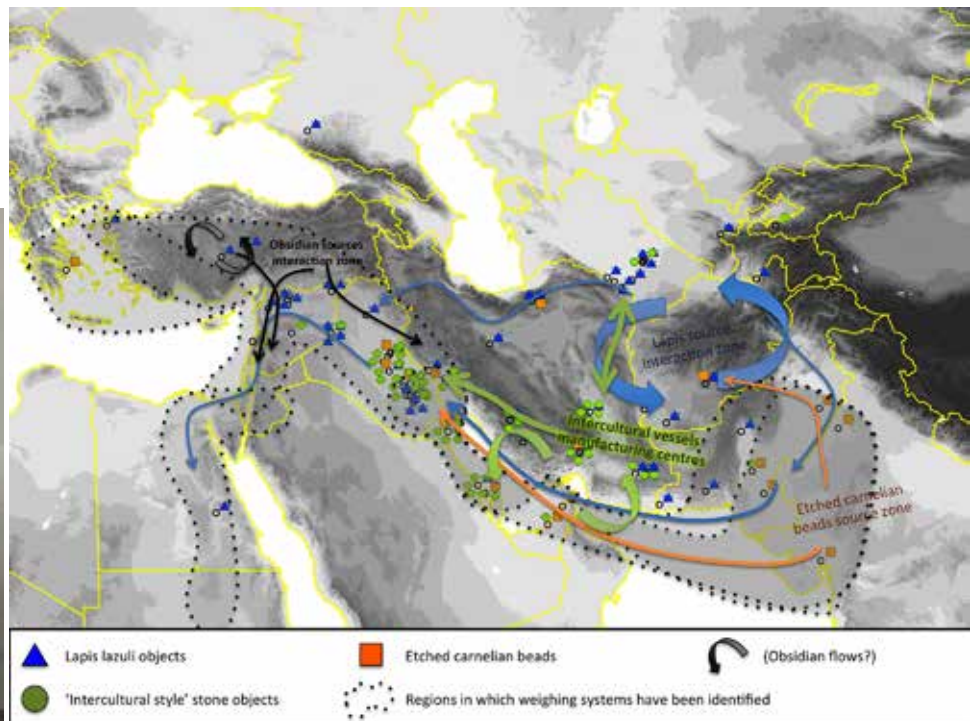 Obsidian sources
interaction zone
Lapis source
interaction zone
Intercultural vessels
manufacturing centres
Etched carnelian
beads source zone
Lapis lazuli objects
Etched carnelian beads
(Obsidian flows?)
'Intercultural style' stone objects
Regions in which weighing systems have been identified